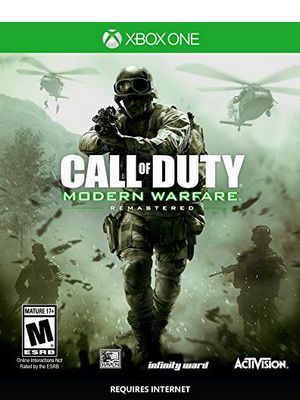 XBOX ONE
CALL OF DUTY
MODERN WARFARE
REMASTERED
MATURE 17+
M
ESRB
Online Interactions Not
Rated by the ESRB
RAVEN
infinity ward
ACTIVISION
REQUIRES INTERNET